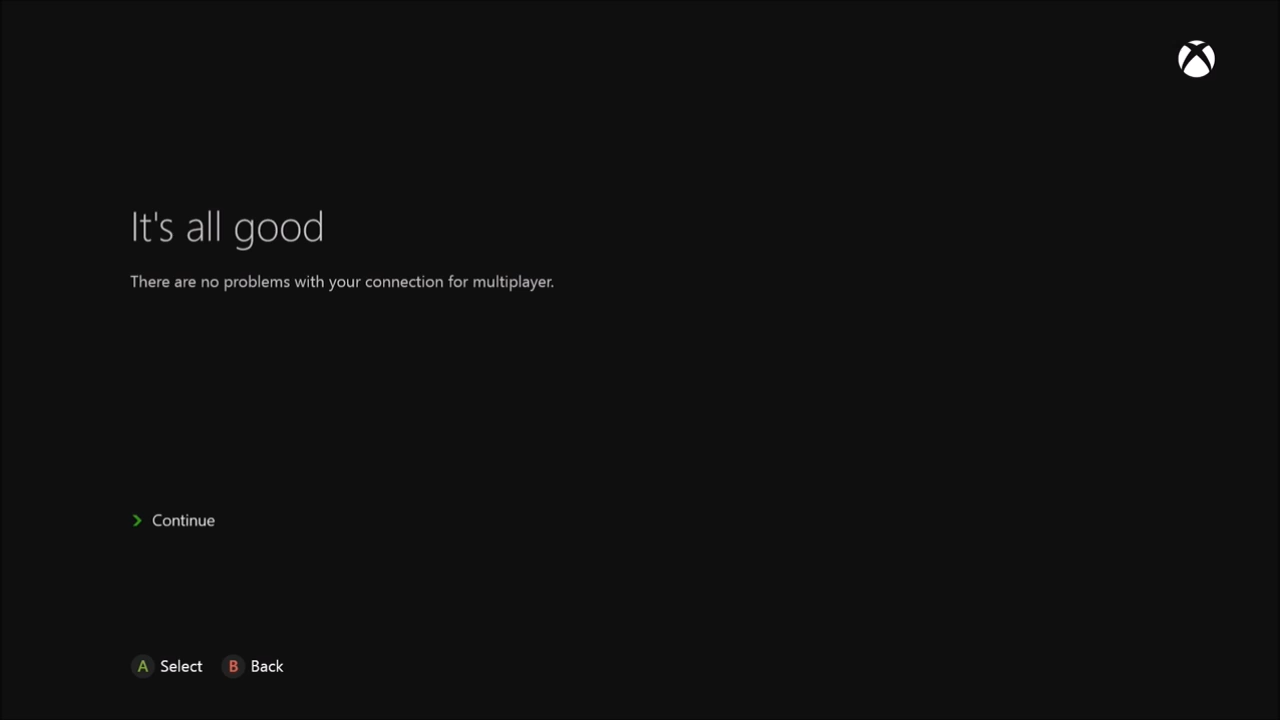 It's all good
There are no problems with your connection for multiplayer.
Continue
A Select B Back